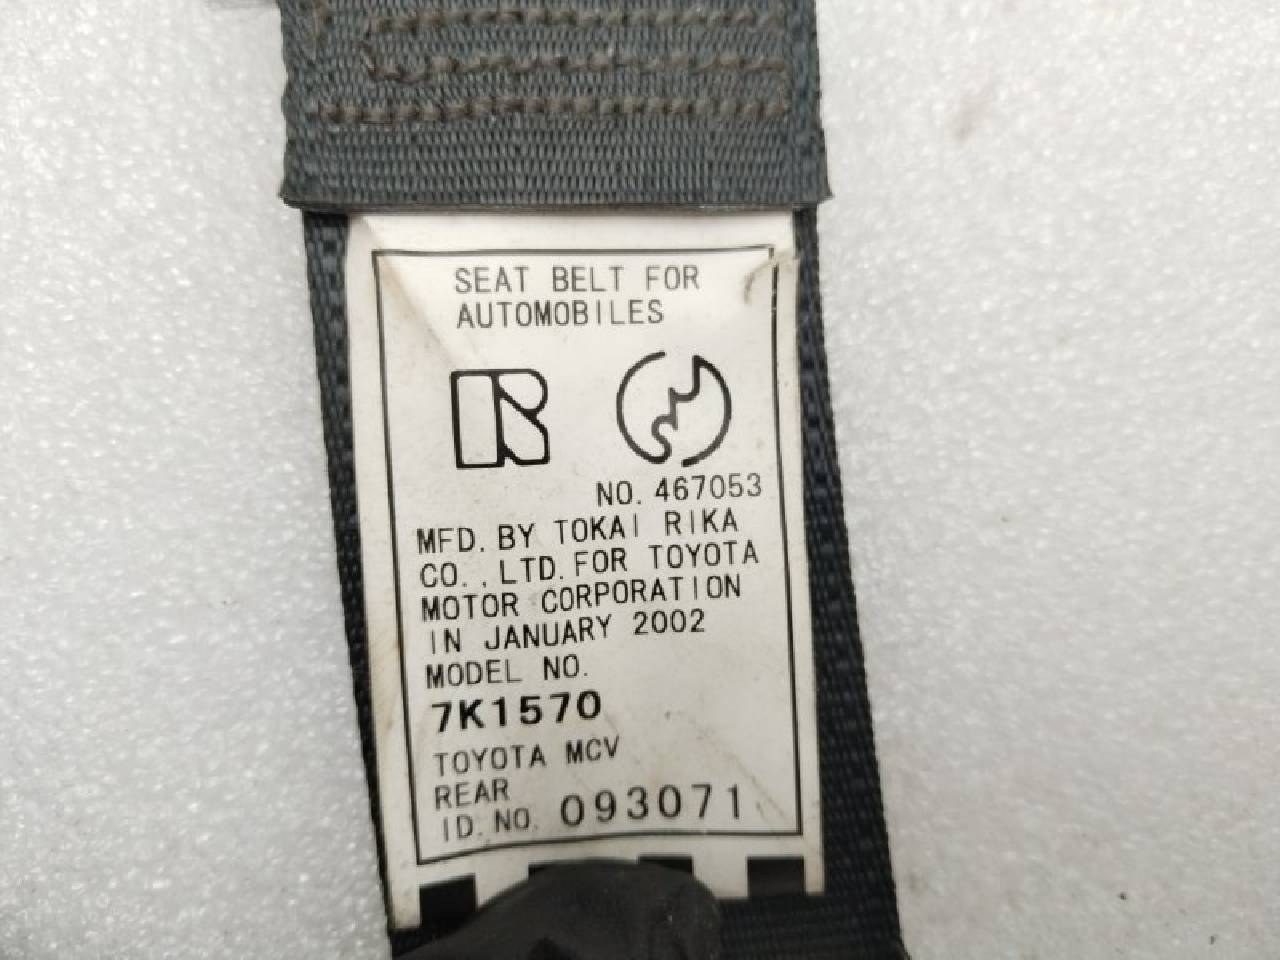 SEAT BELT FOR
AUTOMOBILES
R
NO. 467053
MFD. BY TOKAI RIKA
CO., LTD. FOR TOYOTA
MOTOR CORPORATION
IN JANUARY 2002
MODEL NO.
7K1570
TOYOTA MCV
REAR
ID. NO. 093071